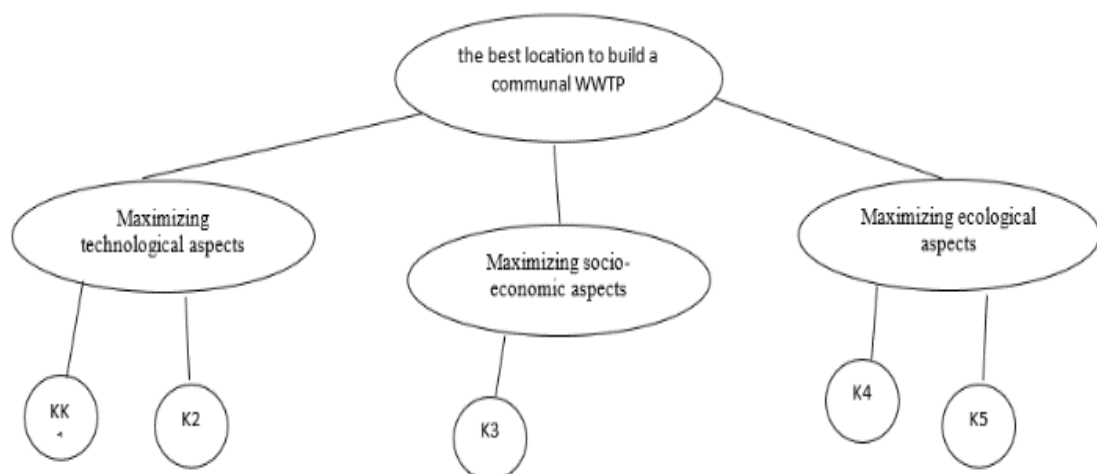 the best location to build a
communal WWTP
Maximizing
technological aspects
Maximizing socio-
economic aspects
Maximizing ecological
aspects
KK
K2
K3
K4
K5